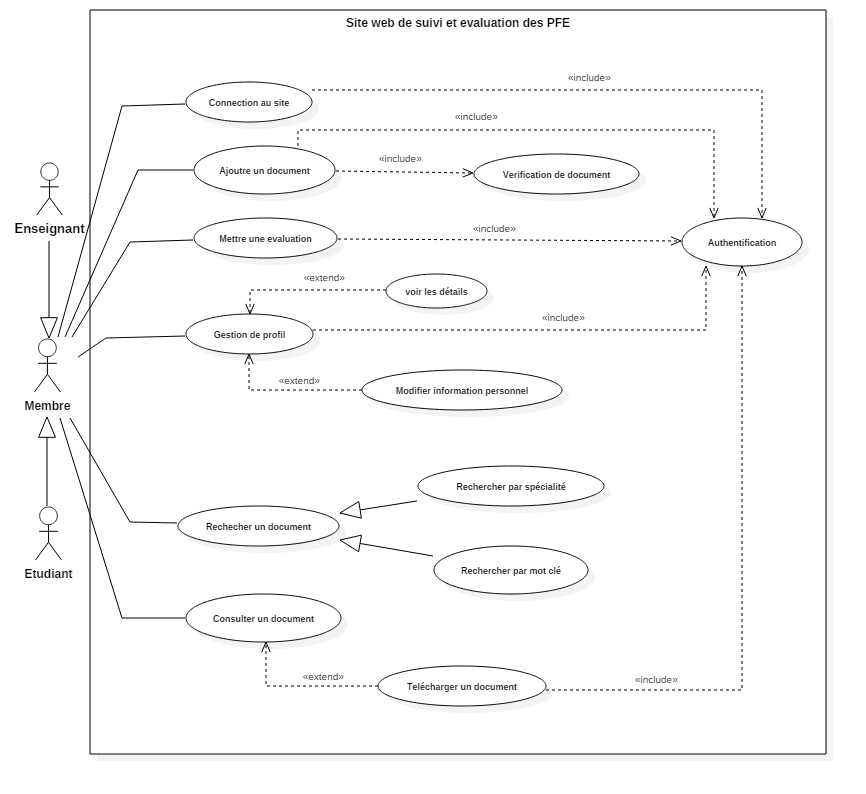 Site web de suivi et evaluation des PFE
«include»
Connection au site
«include»
«include»
Ajoutre un document
Verification de document
Enseignant
«include»
Mettre une evaluation
Authentification
«extend»
voir les détails
«include»
Gestion de profil
«extend»
Modifier information personnel
Membre
Rechercher par spécialité
Rechecher un document
Rechercher par mot clé
Etudiant
Consulter un document
«extend»
«include»
Telécharger un document